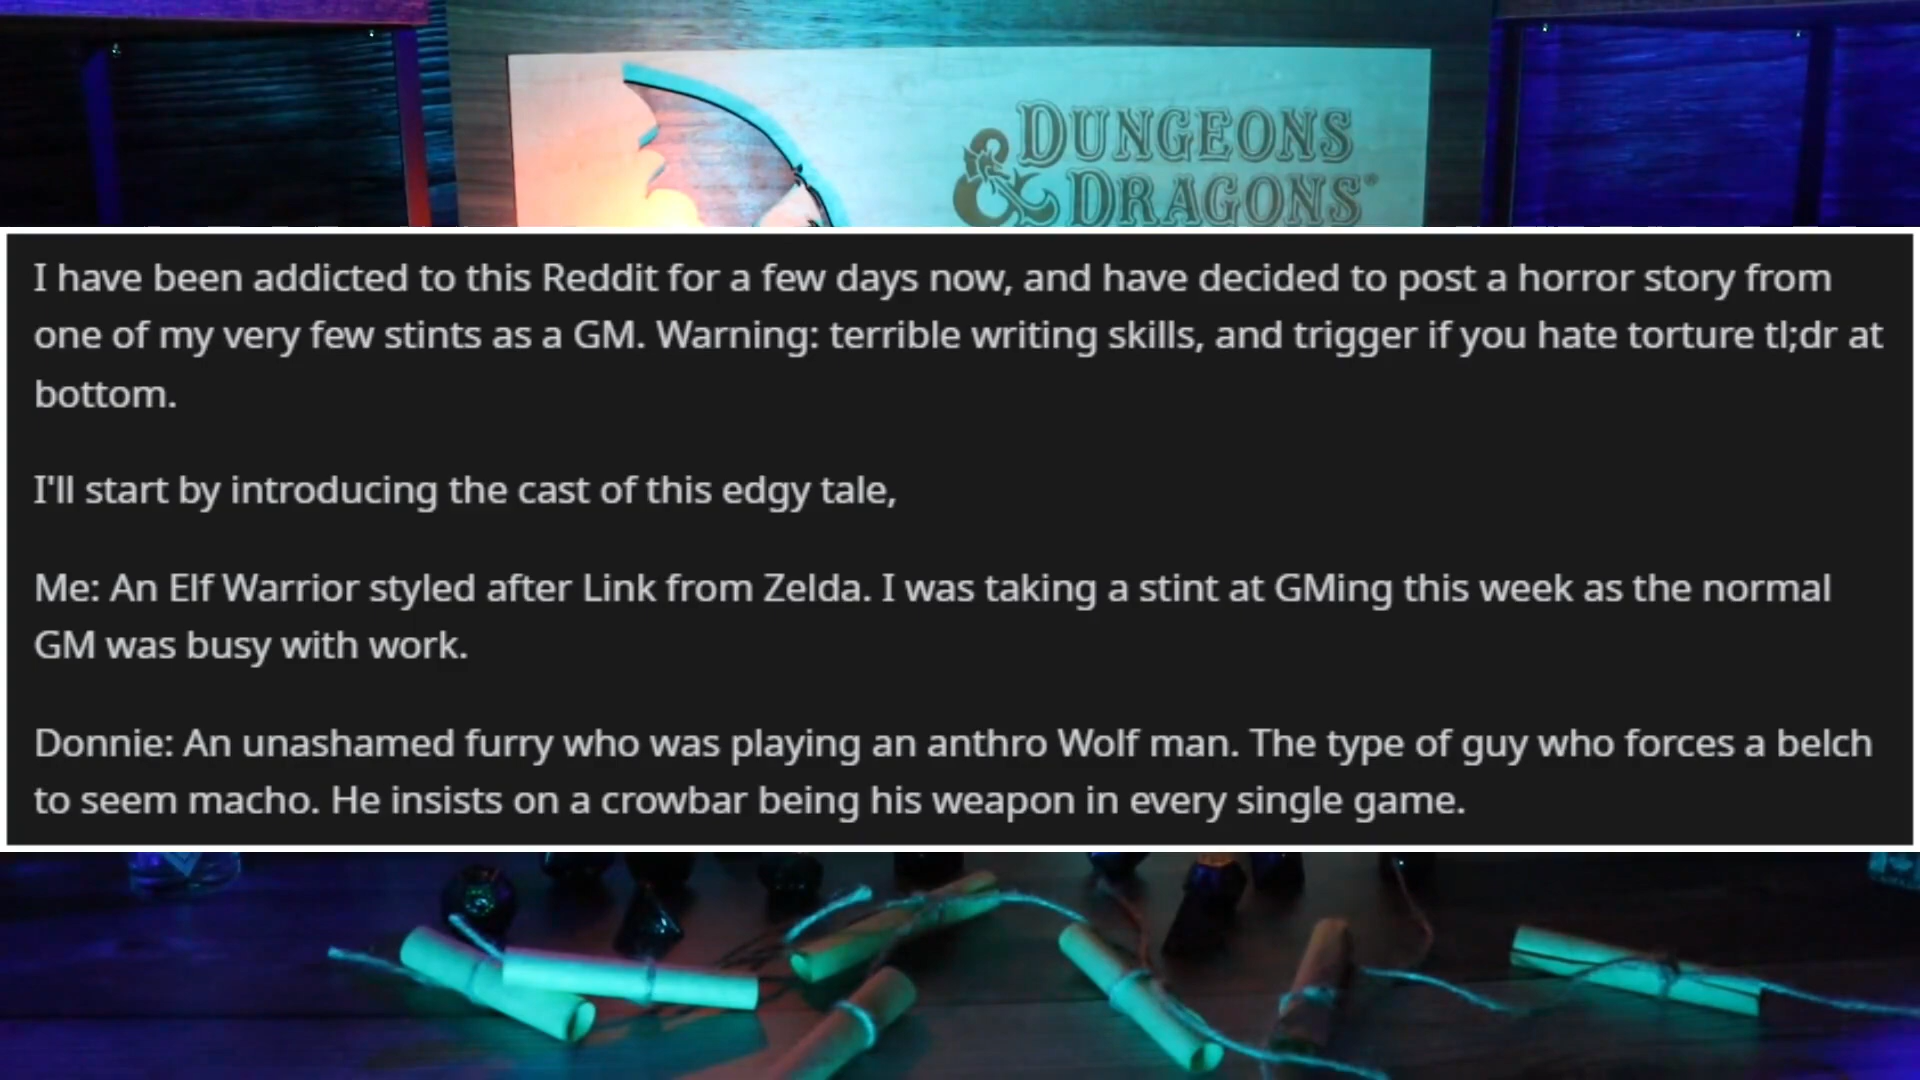 DUNGEONS
& DRAGONS®
I have been addicted to this Reddit for a few days now, and have decided to post a horror story from
one of my very few stints as a GM. Warning: terrible writing skills, and trigger if you hate torture tl;dr at
bottom.
I'll start by introducing the cast of this edgy tale,
Me: An Elf Warrior styled after Link from Zelda. I was taking a stint at GMing this week as the normal
GM was busy with work.
Donnie: An unashamed furry who was playing an anthro Wolf man. The type of guy who forces a belch
to seem macho. He insists on a crowbar being his weapon in every single game.